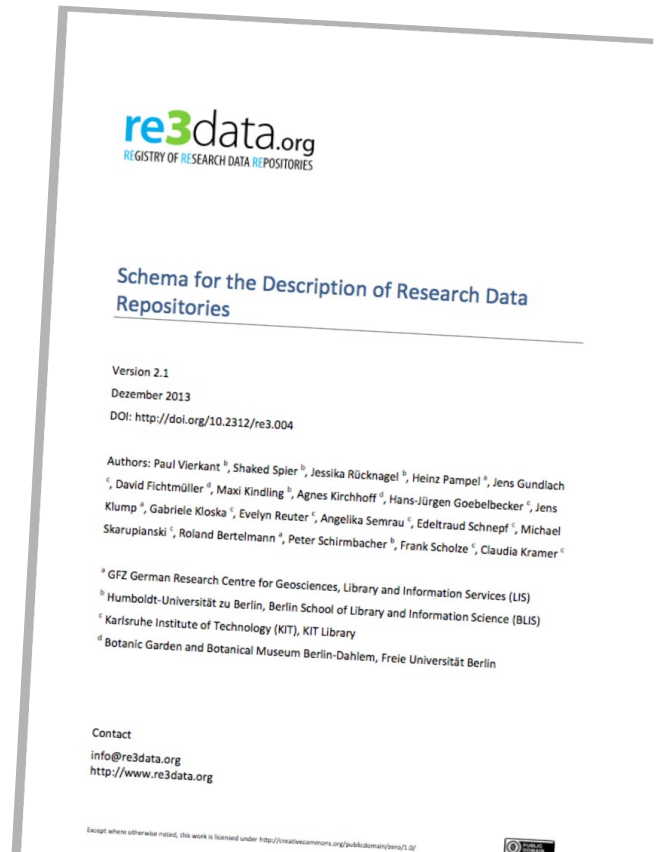 re3data.org
REGISTRY OF RESEARCH DATA REPOSITORIES
Schema for the Description of Research Data
Repositories
Version 2.1
Dezember 2013
DOI: http://doi.org/10.2312/re3.004
Authors: Paul Vierkant ᵇ, Shaked Spier ᵇ, Jessika Rücknagel ᵇ, Heinz Pampel ᵃ, Jens Gundlach
ᶜ, David Fichtmüller ᵈ, Maxi Kindling ᵇ, Agnes Kirchhoff ᵈ, Hans-Jürgen Goebelbecker ᶜ, Jens
Klump ᵃ, Gabriele Kloska ᶜ, Evelyn Reuter ᶜ, Angelika Semrau ᶜ, Edeltraud Schnepf ᶜ, Michael
Skarupianski ᶜ, Roland Bertelmann ᵃ, Peter Schirmbacher ᵇ, Frank Scholze ᶜ, Claudia Kramer ᶜ
ᵃ GFZ German Research Centre for Geosciences, Library and Information Services (LIS)
ᵇ Humboldt-Universität zu Berlin, Berlin School of Library and Information Science (BLIS)
ᶜ Karlsruhe Institute of Technology (KIT), KIT Library
ᵈ Botanic Garden and Botanical Museum Berlin-Dahlem, Freie Universität Berlin
Contact
info@re3data.org
http://www.re3data.org
Except where otherwise noted, this work is licensed under http://creativecommons.org/publicdomain/zero/1.0/
PUBLIC
DOMAIN